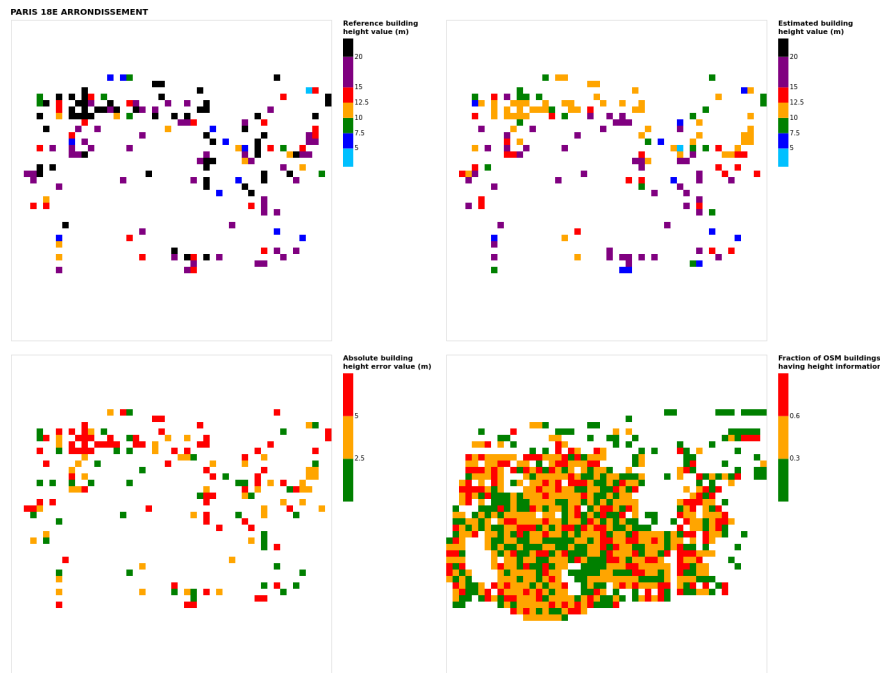 PARIS 18E ARRONDISSEMENT
Reference building
height value (m)
20
15
12.5
10
7.5
5
Estimated building
height value (m)
20
15
12.5
10
7.5
5
Absolute building
height error value (m)
5
2.5
Fraction of OSM buildings
having height information
0.6
0.3